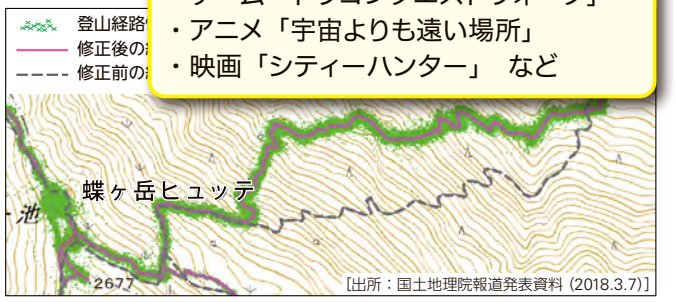 ・アニメ「宇宙よりも遠い場所」
・映画「シティーハンター」 など
登山経路
修正後の
修正前の
蝶ヶ岳ヒュッテ
池
2677
[出所：国土地理院報道発表資料 (2018.3.7)]